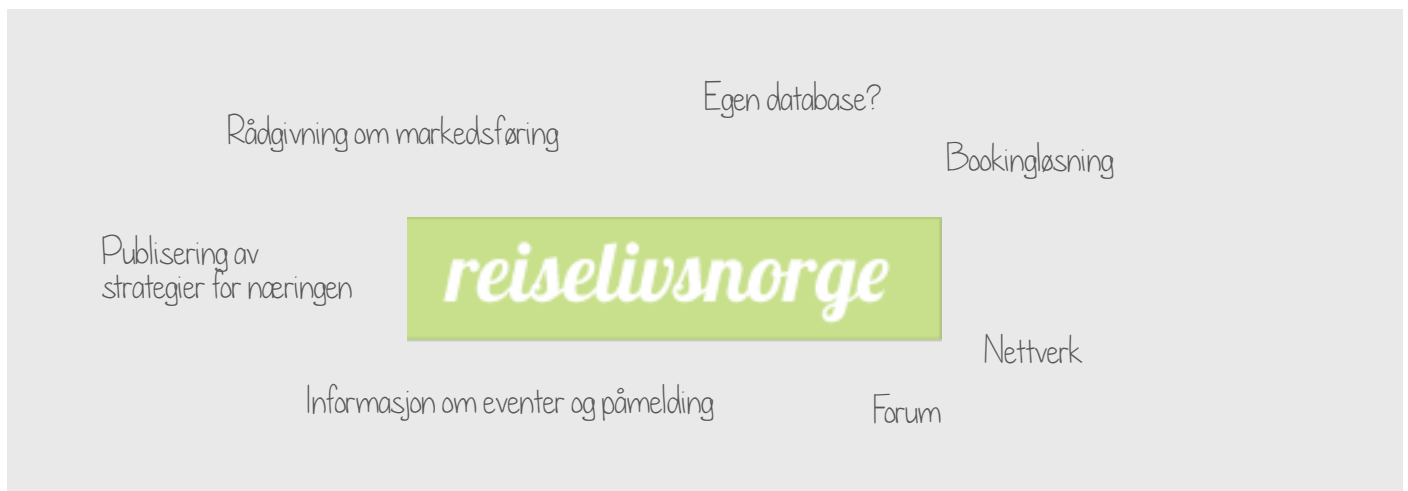 Egen database?
Rådgivning om markedsføring
Bookingløsning
Publisering av
strategier for næringen
reiselivsnorge
Nettverk
Informasjon om eventer og påmelding
Forum